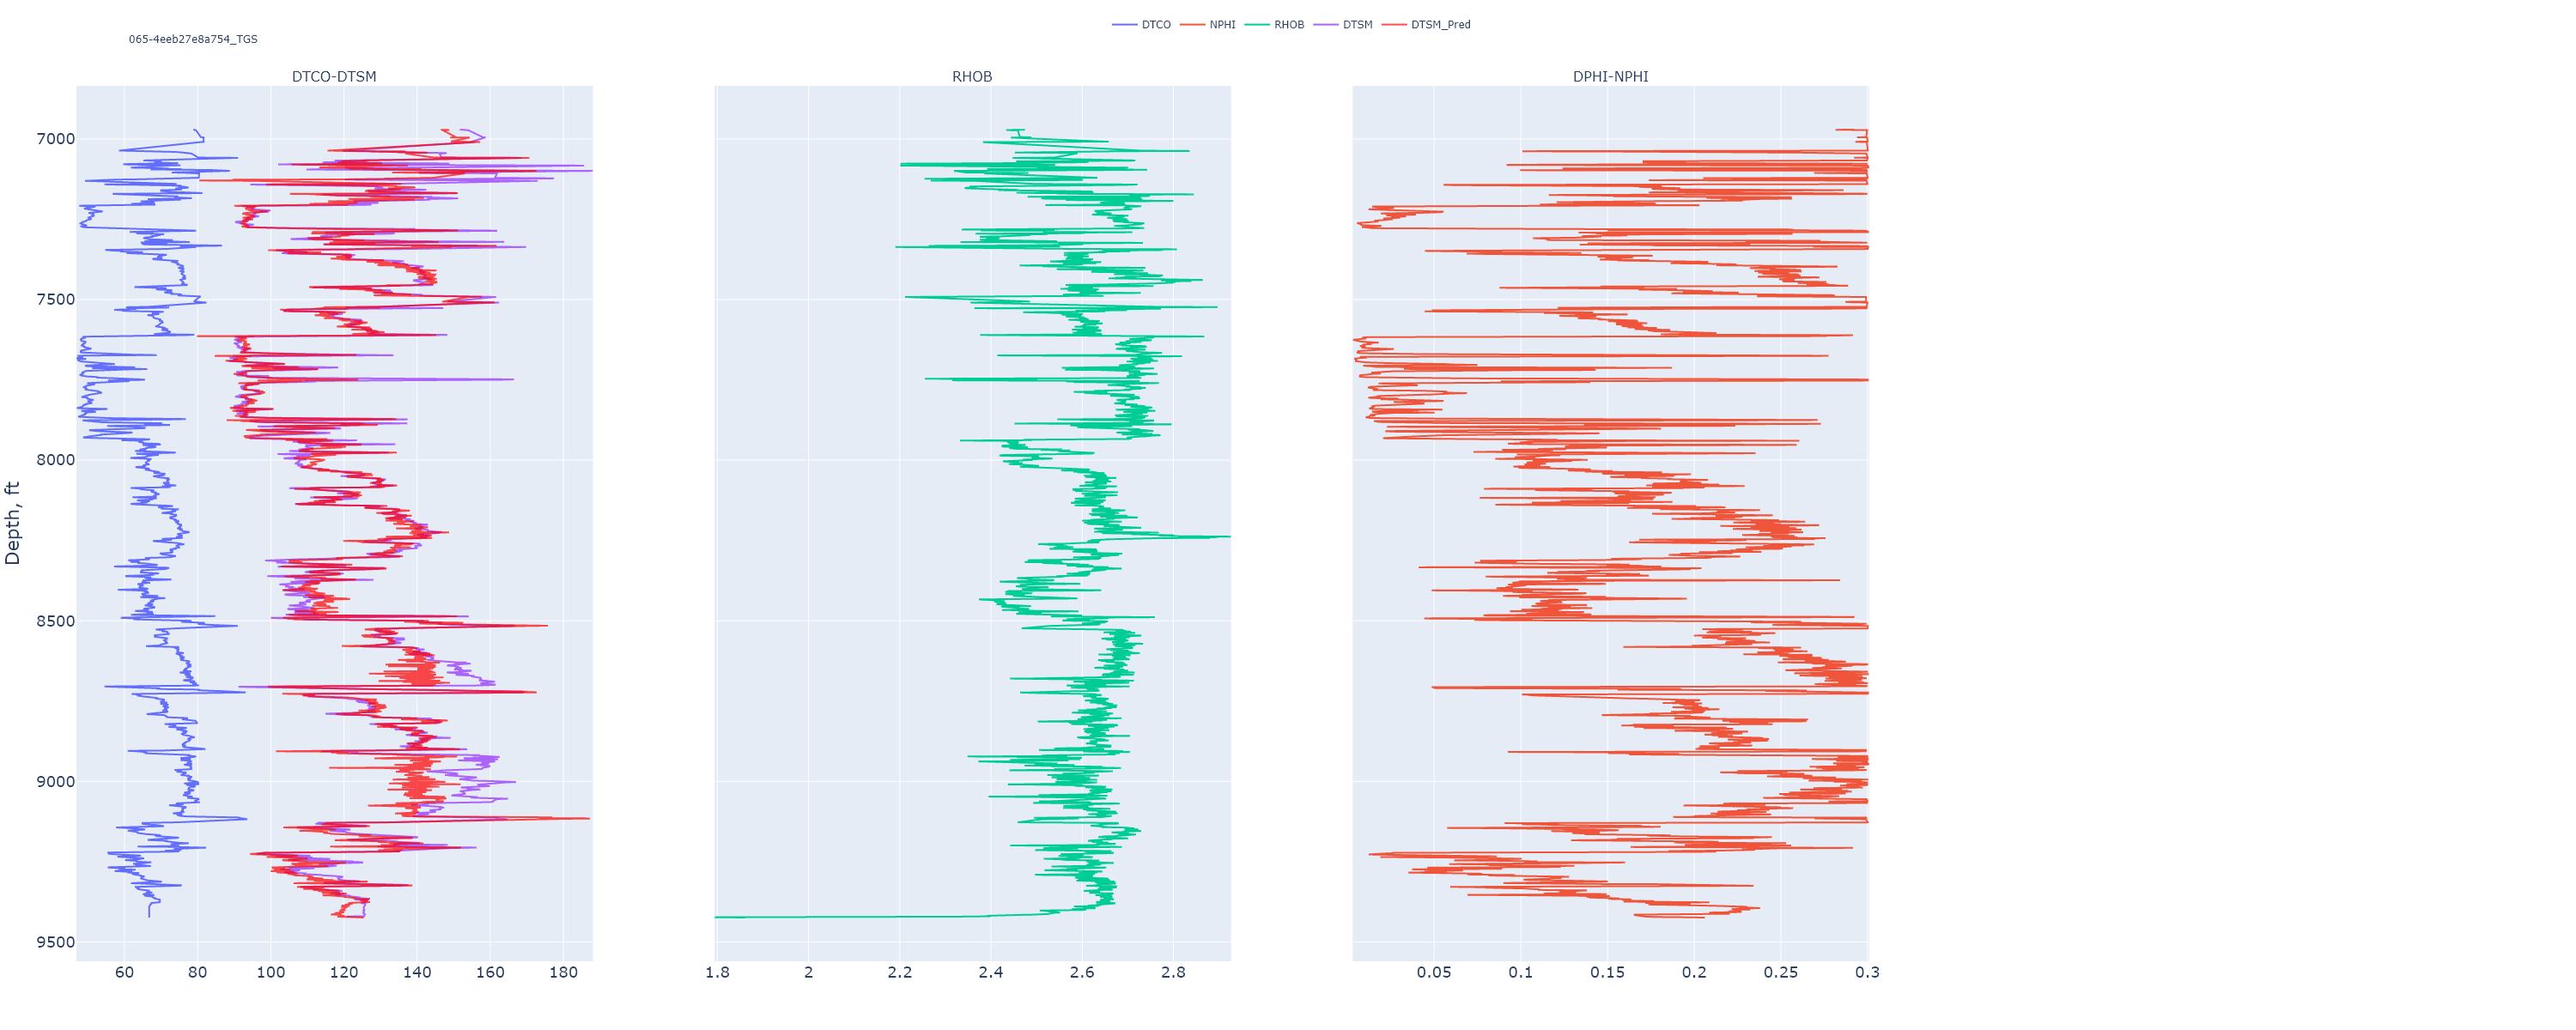 DTCO NPHI RHOB DTSM DTSM_Pred
065-4eeb27e8a754_TGS
DTCO-DTSM RHOB DPHI-NPHI
Depth, ft
7000
7500
8000
8500
9000
9500
60 80 100 120 140 160 180
1.8 2 2.2 2.4 2.6 2.8
0.05 0.1 0.15 0.2 0.25 0.3